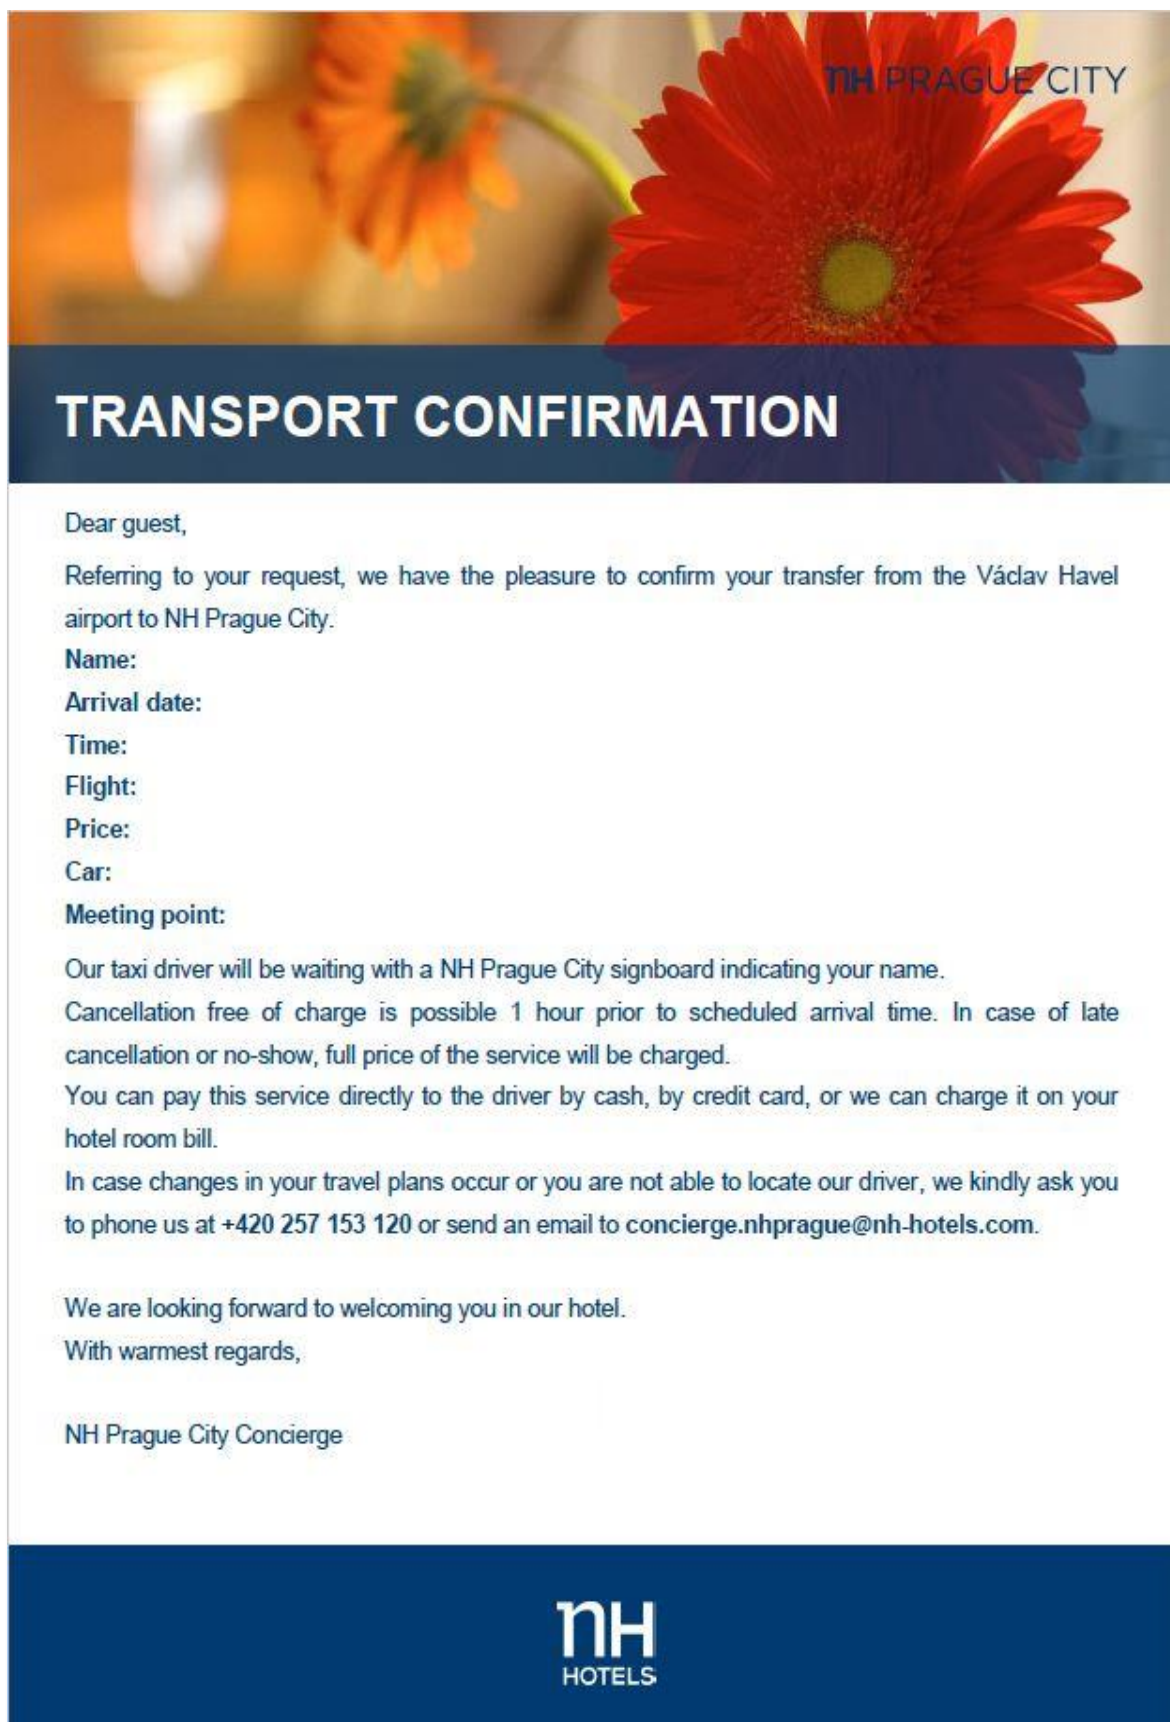 nH PRAGUE CITY
TRANSPORT CONFIRMATION
Dear guest,
Referring to your request, we have the pleasure to confirm your transfer from the Václav Havel
airport to NH Prague City.
Name:
Arrival date:
Time:
Flight:
Price:
Car:
Meeting point:
Our taxi driver will be waiting with a NH Prague City signboard indicating your name.
Cancellation free of charge is possible 1 hour prior to scheduled arrival time. In case of late
cancellation or no-show, full price of the service will be charged.
You can pay this service directly to the driver by cash, by credit card, or we can charge it on your
hotel room bill.
In case changes in your travel plans occur or you are not able to locate our driver, we kindly ask you
to phone us at +420 257 153 120 or send an email to concierge.nhprague@nh-hotels.com.
We are looking forward to welcoming you in our hotel.
With warmest regards,
NH Prague City Concierge
nH
HOTELS